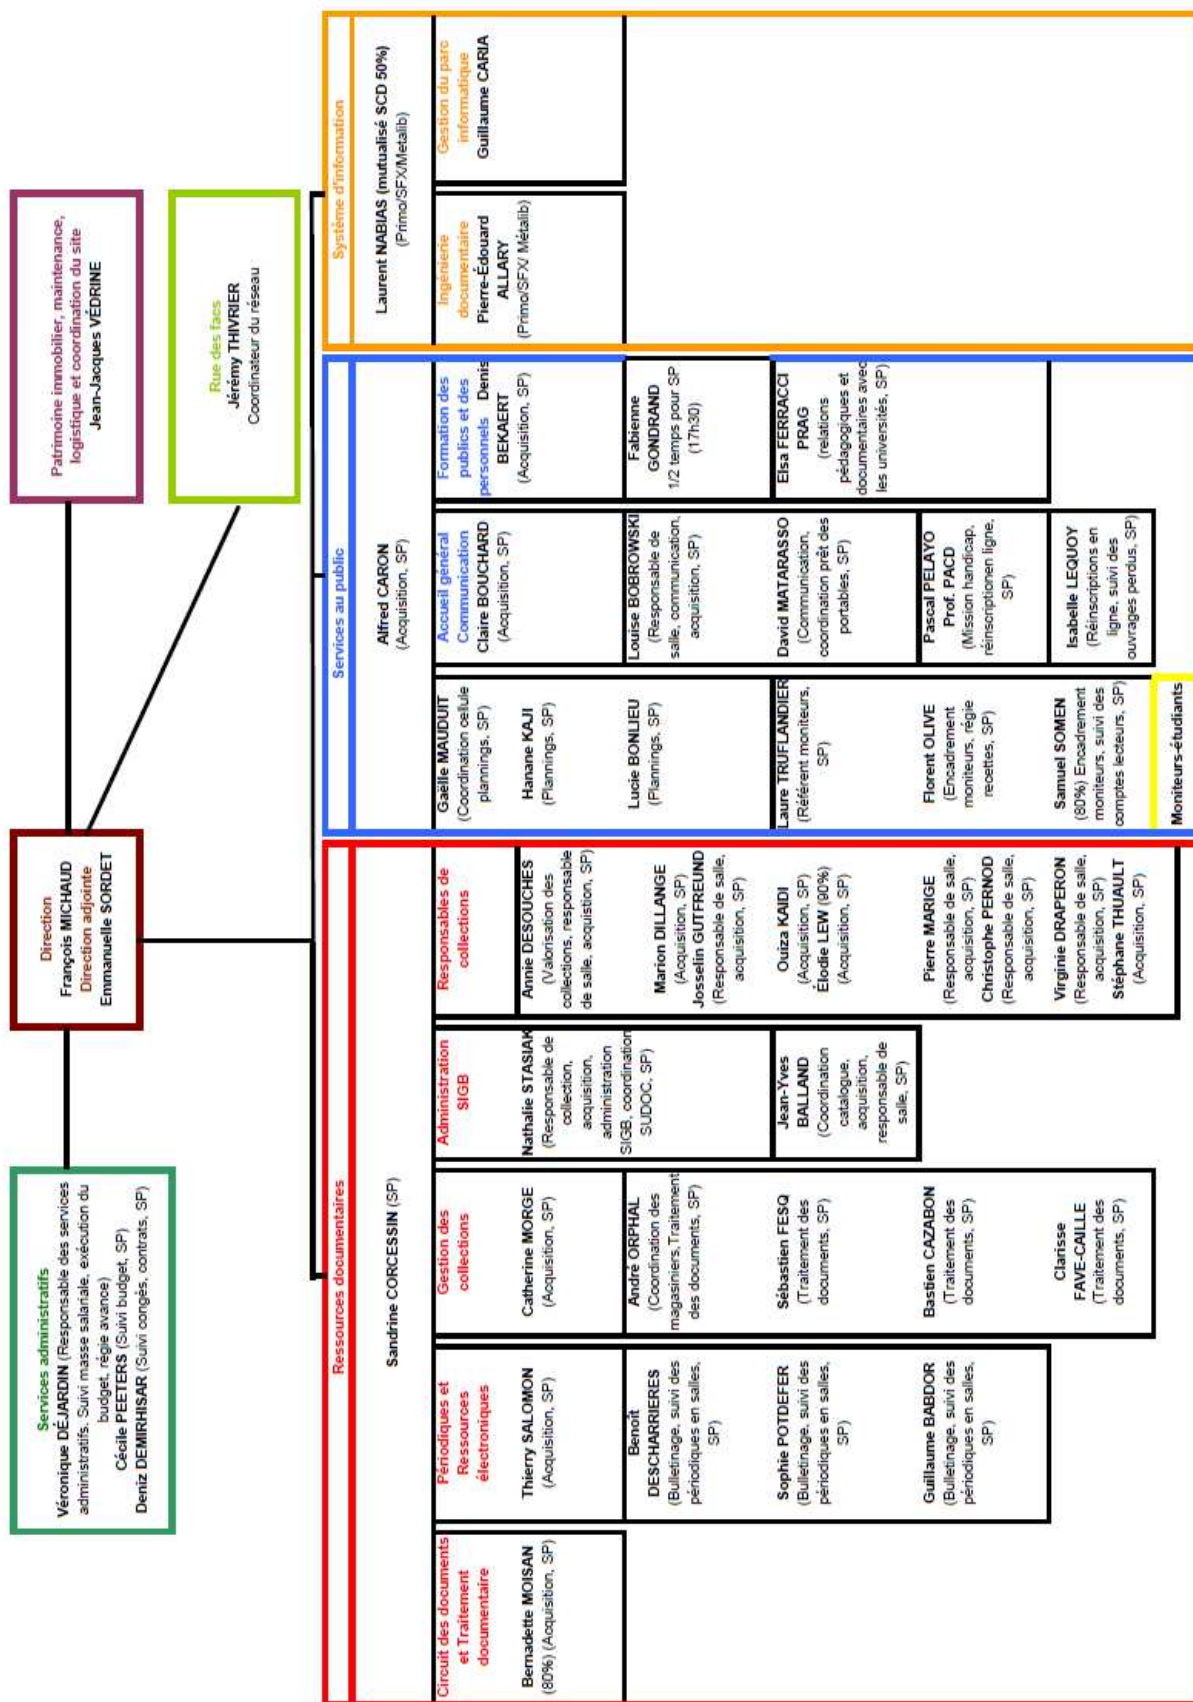 Services administratifs
Véronique DÉJARDIN (Responsable des services
administratifs. Suivi masse salariale, exécution du
budget, régie avance)
Cécile PEETERS (Suivi budget, SP)
Deniz DEMIRHISAR (Suivi congés, contrats, SP)
Direction
François MICHAUD
Direction adjointe
Emmanuelle SORDET
Patrimoine immobilier, maintenance,
logistique et coordination du site
Jean-Jacques VÉDRINE
Rue des facs
Jérémy THIVRIER
Coordinateur du réseau
Ressources documentaires
Sandrine CORCESSIN (SP)
Circuit des documents
et Traitement
documentaire
Bernadette MOISAN
(80%) (Acquisition, SP)
Périodiques et
Ressources
électroniques
Thierry SALOMON
(Acquisition, SP)
Benoît
DESCHARRIERES
(Bulletinage, suivi des
périodiques en salles,
SP)
Sophie POTDEFER
(Bulletinage, suivi des
périodiques en salles,
SP)
Guillaume BABDOR
(Bulletinage, suivi des
périodiques en salles,
SP)
Gestion des
collections
Catherine MORGE
(Acquisition, SP)
André ORPHAL
(Coordination des
magasiniers,Traitement
des documents, SP)
Sébastien FESQ
(Traitement des
documents, SP)
Bastien CAZABON
(Traitement des
documents, SP)
Clarisse
FAVE-CAILLE
(Traitement des
documents, SP)
Administration
SIGB
Nathalie STASIAK
(Responsable de
collection,
acquisition,
administration
SIGB, coordination
SUDOC, SP)
Jean-Yves
BALLAND
(Coordination
catalogue,
acquisition,
responsable de
salle, SP)
Responsables de
collections
Annie DESOUCHES
(Valorisation des
collections, responsable
de salle, acquistion, SP)
Marion DILLANGE
(Acquisition, SP)
Josselin GUTFREUND
(Responsable de salle,
acquisition, SP)
Ouiza KAIDI
(Acquisition, SP)
Élodie LEW (90%)
(Acquisition, SP)
Pierre MARIGE
(Responsable de salle,
acquisition, SP)
Christophe PERNOD
(Responsable de salle,
acquisition, SP)
Virginie DRAPERON
(Responsable de salle,
acquisition, SP)
Stéphane THUAULT
(Acquisition, SP)
Services au public
Alfred CARON
(Acquisition, SP)
Gaëlle MAUDUIT
(Coordination cellule
plannings, SP)
Hanane KAJI
(Plannings, SP)
Lucie BONLIEU
(Plannings, SP)
Laure TRUFLANDIER
(Référent moniteurs,
SP)
Florent OLIVE
(Encadrement
moniteurs, régie
recettes, SP)
Samuel SOMEN
(80%) Encadrement
moniteurs, suivi des
comptes lecteurs, SP)
Moniteurs-étudiants
Accueil général
Communication
Claire BOUCHARD
(Acquisition, SP)
Louise BOBROWSKI
(Responsable de
salle, communication,
acquisition, SP)
David MATARASSO
(Communication,
coordination prêt des
portables, SP)
Pascal PELAYO
Prof. PACD
(Mission handicap,
réinscriptionen ligne,
SP)
Isabelle LEQUOY
(Réinscriptions en
ligne, suivi des
ouvrages perdus, SP)
Formation des
publics et des
personnels Denis
BEKAERT
(Acquisition, SP)
Fabienne
GONDRAND
1/2 temps pour SP
(17h30)
Elsa FERRACCI
PRAG
(relations
pédagogiques et
documentaires avec
les universités, SP)
Système d'information
Laurent NABIAS (mutualisé SCD 50%)
(Primo/SFX/Metalib)
Ingénierie
documentaire
Pierre-Édouard
ALLARY
(Primo/SFX/ Métalib)
Gestion du parc
informatique
Guillaume CARIA